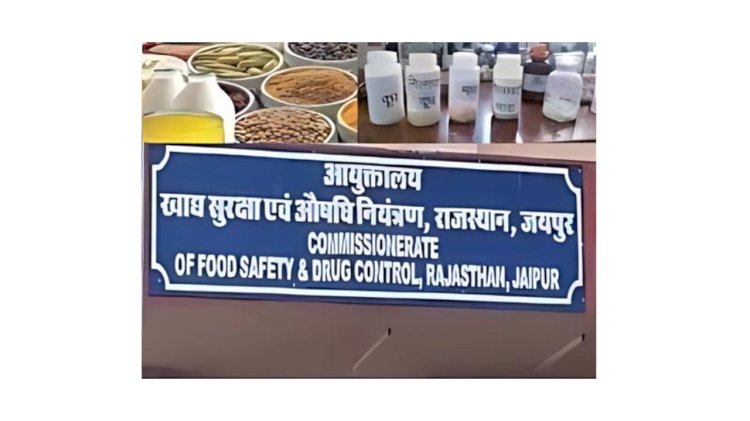 आयुक्तालय
खाद्य सुरक्षा एवं औषधि नियंत्रण, राजस्थान, जयपुर
COMMISSIONERATE
OF FOOD SAFETY & DRUG CONTROL, RAJASTHAN, JAIPUR